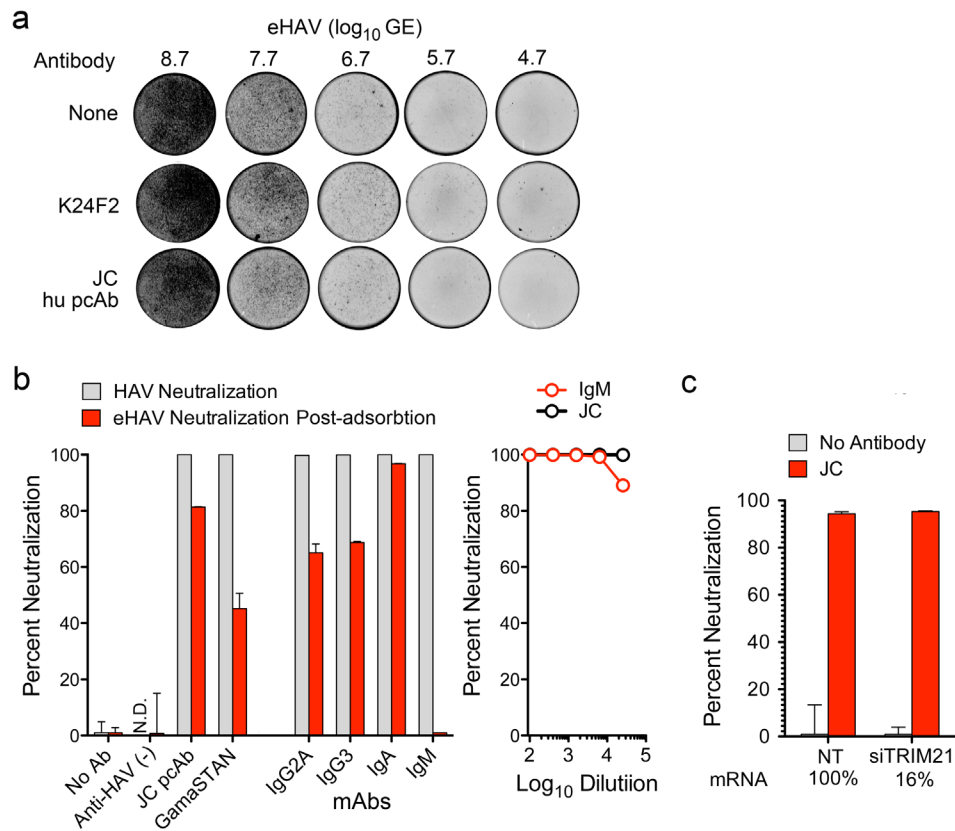 a
eHAV (log10 GE)
Antibody 8.7 7.7 6.7 5.7 4.7
None
K24F2
JC
hu pcAb
b
HAV Neutralization
eHAV Neutralization Post-adsorbtion
Percent Neutralization
100
80
60
40
20
0
N.D.
No Ab
Anti-HAV (-)
JC pcAb
GamaSTAN
IgG2A
IgG3
IgA
IgM
mAbs
IgM
JC
Percent Neutralization
100
80
60
40
20
0
2 3 4 5
Log10 Dilutiion
c
No Antibody
JC
Percent Neutralization
100
80
60
40
20
0
NT siTRIM21
mRNA 100% 16%